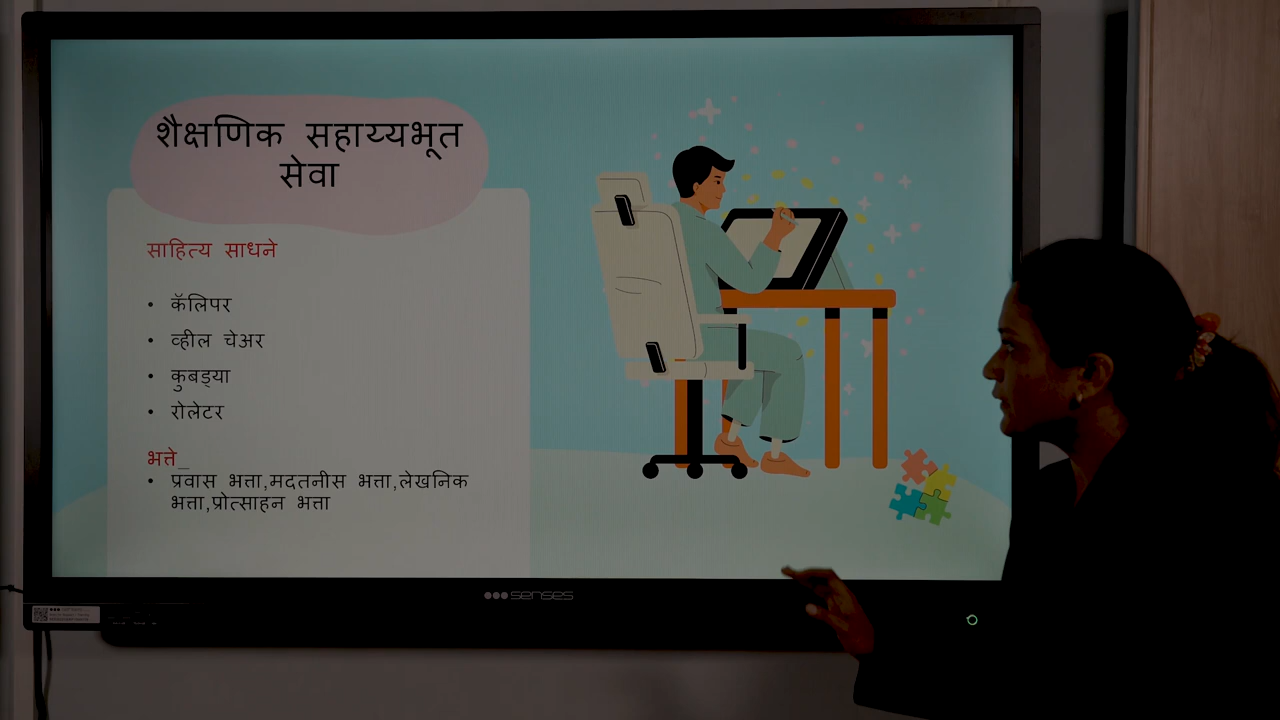 शैक्षणिक सहाय्यभूत
सेवा
साहित्य साधने
• कॅलिपर
• व्हील चेअर
• कुबड्या
• रोलेटर
भत्ते_
• प्रवास भत्ता,मदतनीस भत्ता,लेखनिक
भत्ता,प्रोत्साहन भत्ता
senses